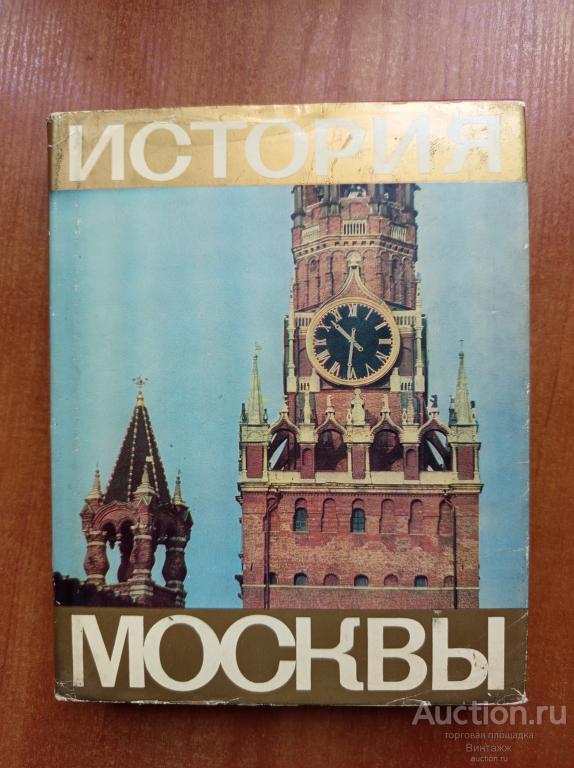 ИСТОРИЯ
МОСКВЫ
Auction.ru
торговая площадка
Винтажж
auction.ru